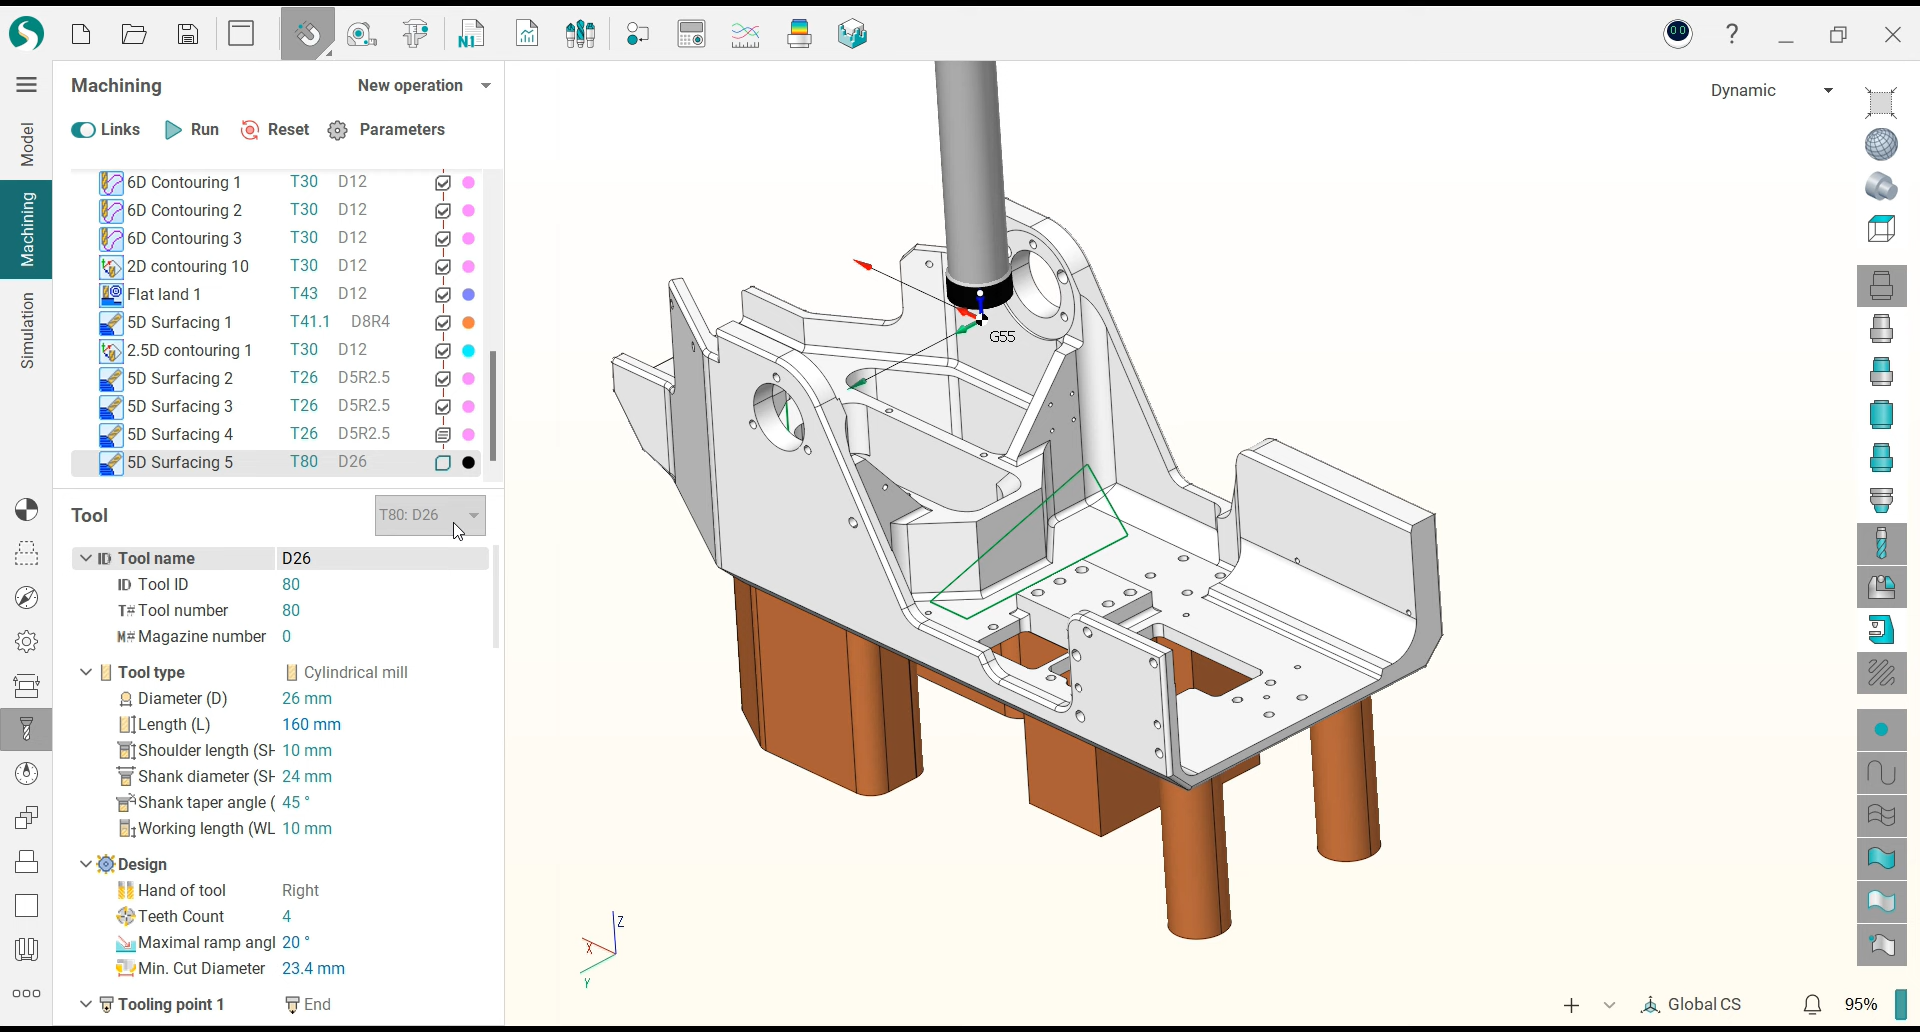 N1
Machining
New operation
Dynamic
Links
Run
Reset
Parameters
Model
Machining
Simulation
6D Contouring 1 T30 D12
6D Contouring 2 T30 D12
6D Contouring 3 T30 D12
2D contouring 10 T30 D12
Flat land 1 T43 D12
5D Surfacing 1 T41.1 D8R4
2.5D contouring 1 T30 D12
5D Surfacing 2 T26 D5R2.5
5D Surfacing 3 T26 D5R2.5
5D Surfacing 4 T26 D5R2.5
5D Surfacing 5 T80 D26
G55
Tool
T80: D26
ID Tool name D26
ID Tool ID 80
T# Tool number 80
M# Magazine number 0
Tool type Cylindrical mill
Diameter (D) 26 mm
Length (L) 160 mm
Shoulder length (SH 10 mm
Shank diameter (SH 24 mm
Shank taper angle ( 45 °
Working length (WL 10 mm
Design
Hand of tool Right
Teeth Count 4
Maximal ramp angl 20 °
Min. Cut Diameter 23.4 mm
Tooling point 1 End
Z
X
Y
Global CS
95%